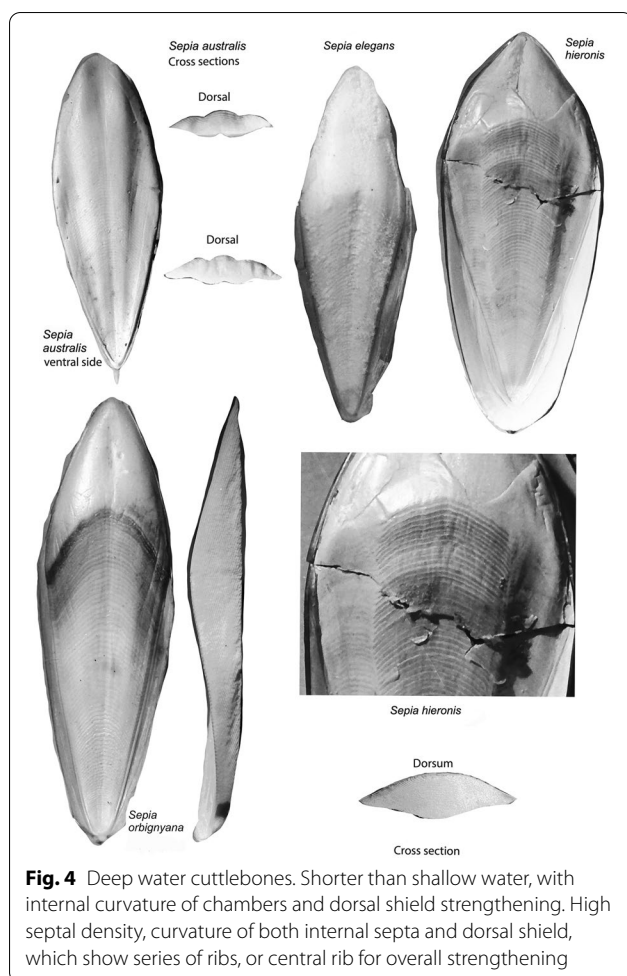 Sepia australis
Cross sections
Dorsal
Dorsal
Sepia
australis
ventral side
Sepia elegans
Sepia
hieronis
Sepia
orbignyana
Sepia hieronis
Dorsum
Cross section
Fig. 4 Deep water cuttlebones. Shorter than shallow water, with
internal curvature of chambers and dorsal shield strengthening. High
septal density, curvature of both internal septa and dorsal shield,
which show series of ribs, or central rib for overall strengthening